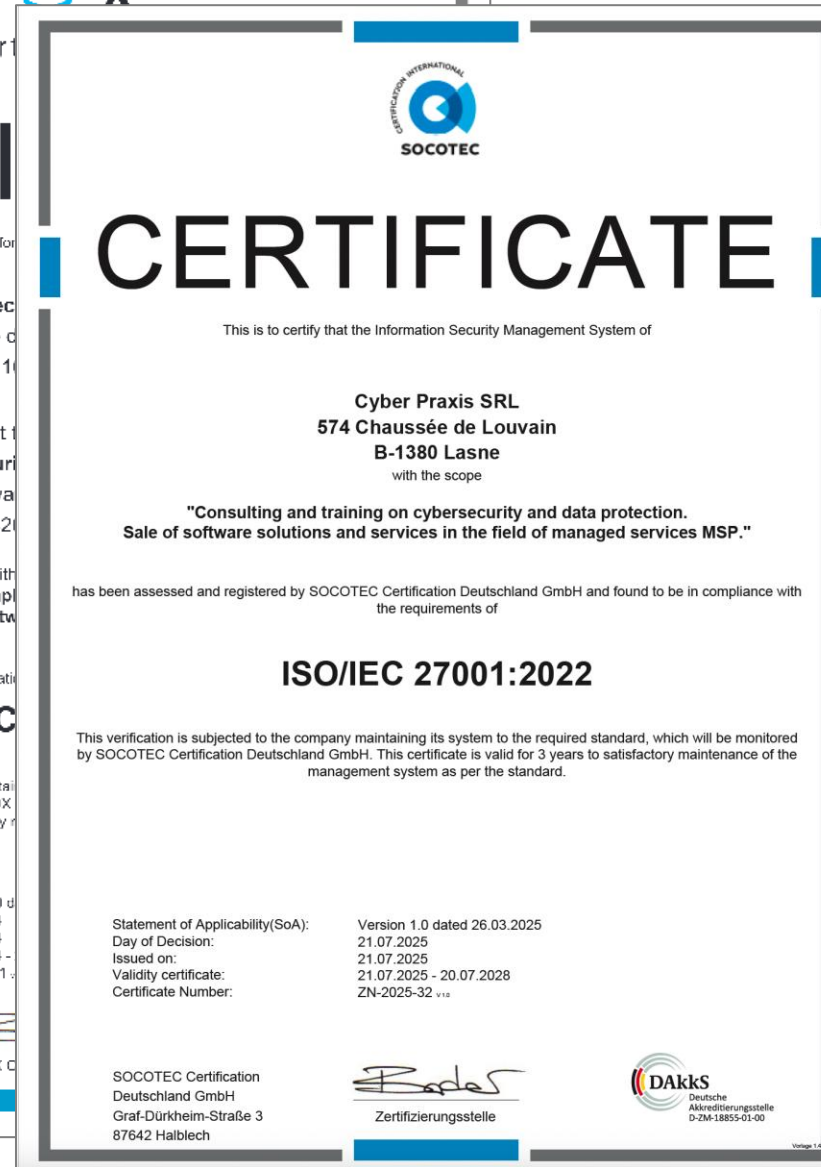 CERTIFICATION INTERNATIONAL
SOCOTEC
CERTIFICATE
This is to certify that the Information Security Management System of
Cyber Praxis SRL
574 Chaussée de Louvain
B-1380 Lasne
with the scope
"Consulting and training on cybersecurity and data protection.
Sale of software solutions and services in the field of managed services MSP."
has been assessed and registered by SOCOTEC Certification Deutschland GmbH and found to be in compliance with
the requirements of
ISO/IEC 27001:2022
This verification is subjected to the company maintaining its system to the required standard, which will be monitored
by SOCOTEC Certification Deutschland GmbH. This certificate is valid for 3 years to satisfactory maintenance of the
management system as per the standard.
Statement of Applicability(SoA): Version 1.0 dated 26.03.2025
Day of Decision: 21.07.2025
Issued on: 21.07.2025
Validity certificate: 21.07.2025 - 20.07.2028
Certificate Number: ZN-2025-32 V 1.0
SOCOTEC Certification
Deutschland GmbH
Graf-Dürkheim-Straße 3
87642 Halblech
Zertifizierungsstelle
DAkkS
Deutsche
Akkreditierungsstelle
D-ZM-18855-01-00
Vorlage 1.4